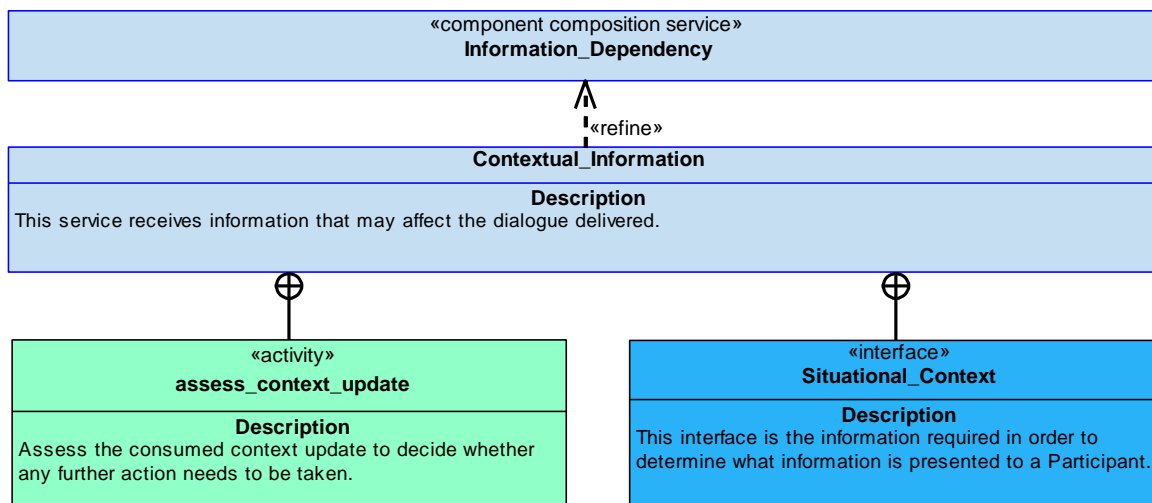 «component composition service»
Information_Dependency
«refine»
Contextual_Information
Description
This service receives information that may affect the dialogue delivered.
«activity»
assess_context_update
Description
Assess the consumed context update to decide whether
any further action needs to be taken.
«interface»
Situational_Context
Description
This interface is the information required in order to
determine what information is presented to a Participant.